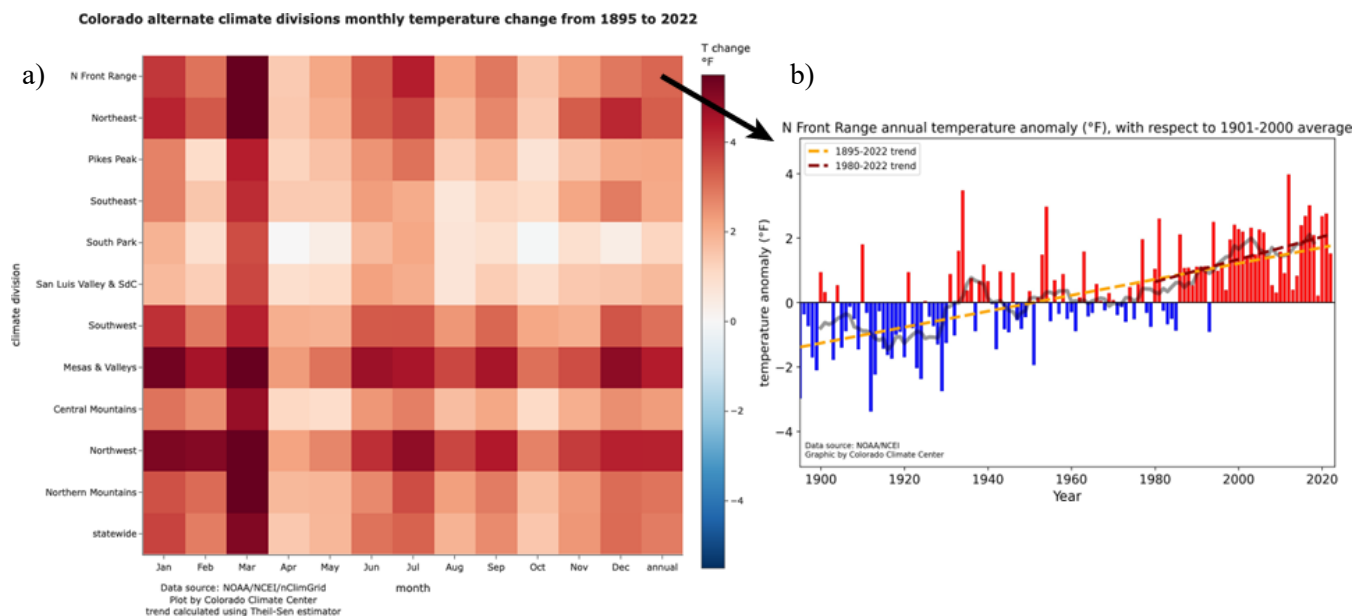 Colorado alternate climate divisions monthly temperature change from 1895 to 2022
a)
T change
°F
climate division
N Front Range
Northeast
Pikes Peak
Southeast
South Park
San Luis Valley & SdC
Southwest
Mesas & Valleys
Central Mountains
Northwest
Northern Mountains
statewide
Jan Feb Mar Apr May Jun Jul Aug Sep Oct Nov Dec annual
month
4
2
0
−2
−4
Data source: NOAA/NCEI/nClimGrid
Plot by Colorado Climate Center
trend calculated using Theil-Sen estimator
b)
N Front Range annual temperature anomaly (°F), with respect to 1901-2000 average
1895-2022 trend
1980-2022 trend
temperature anomaly (°F)
4
2
0
−2
−4
Data source: NOAA/NCEI
Graphic by Colorado Climate Center
1900 1920 1940 1960 1980 2000 2020
Year